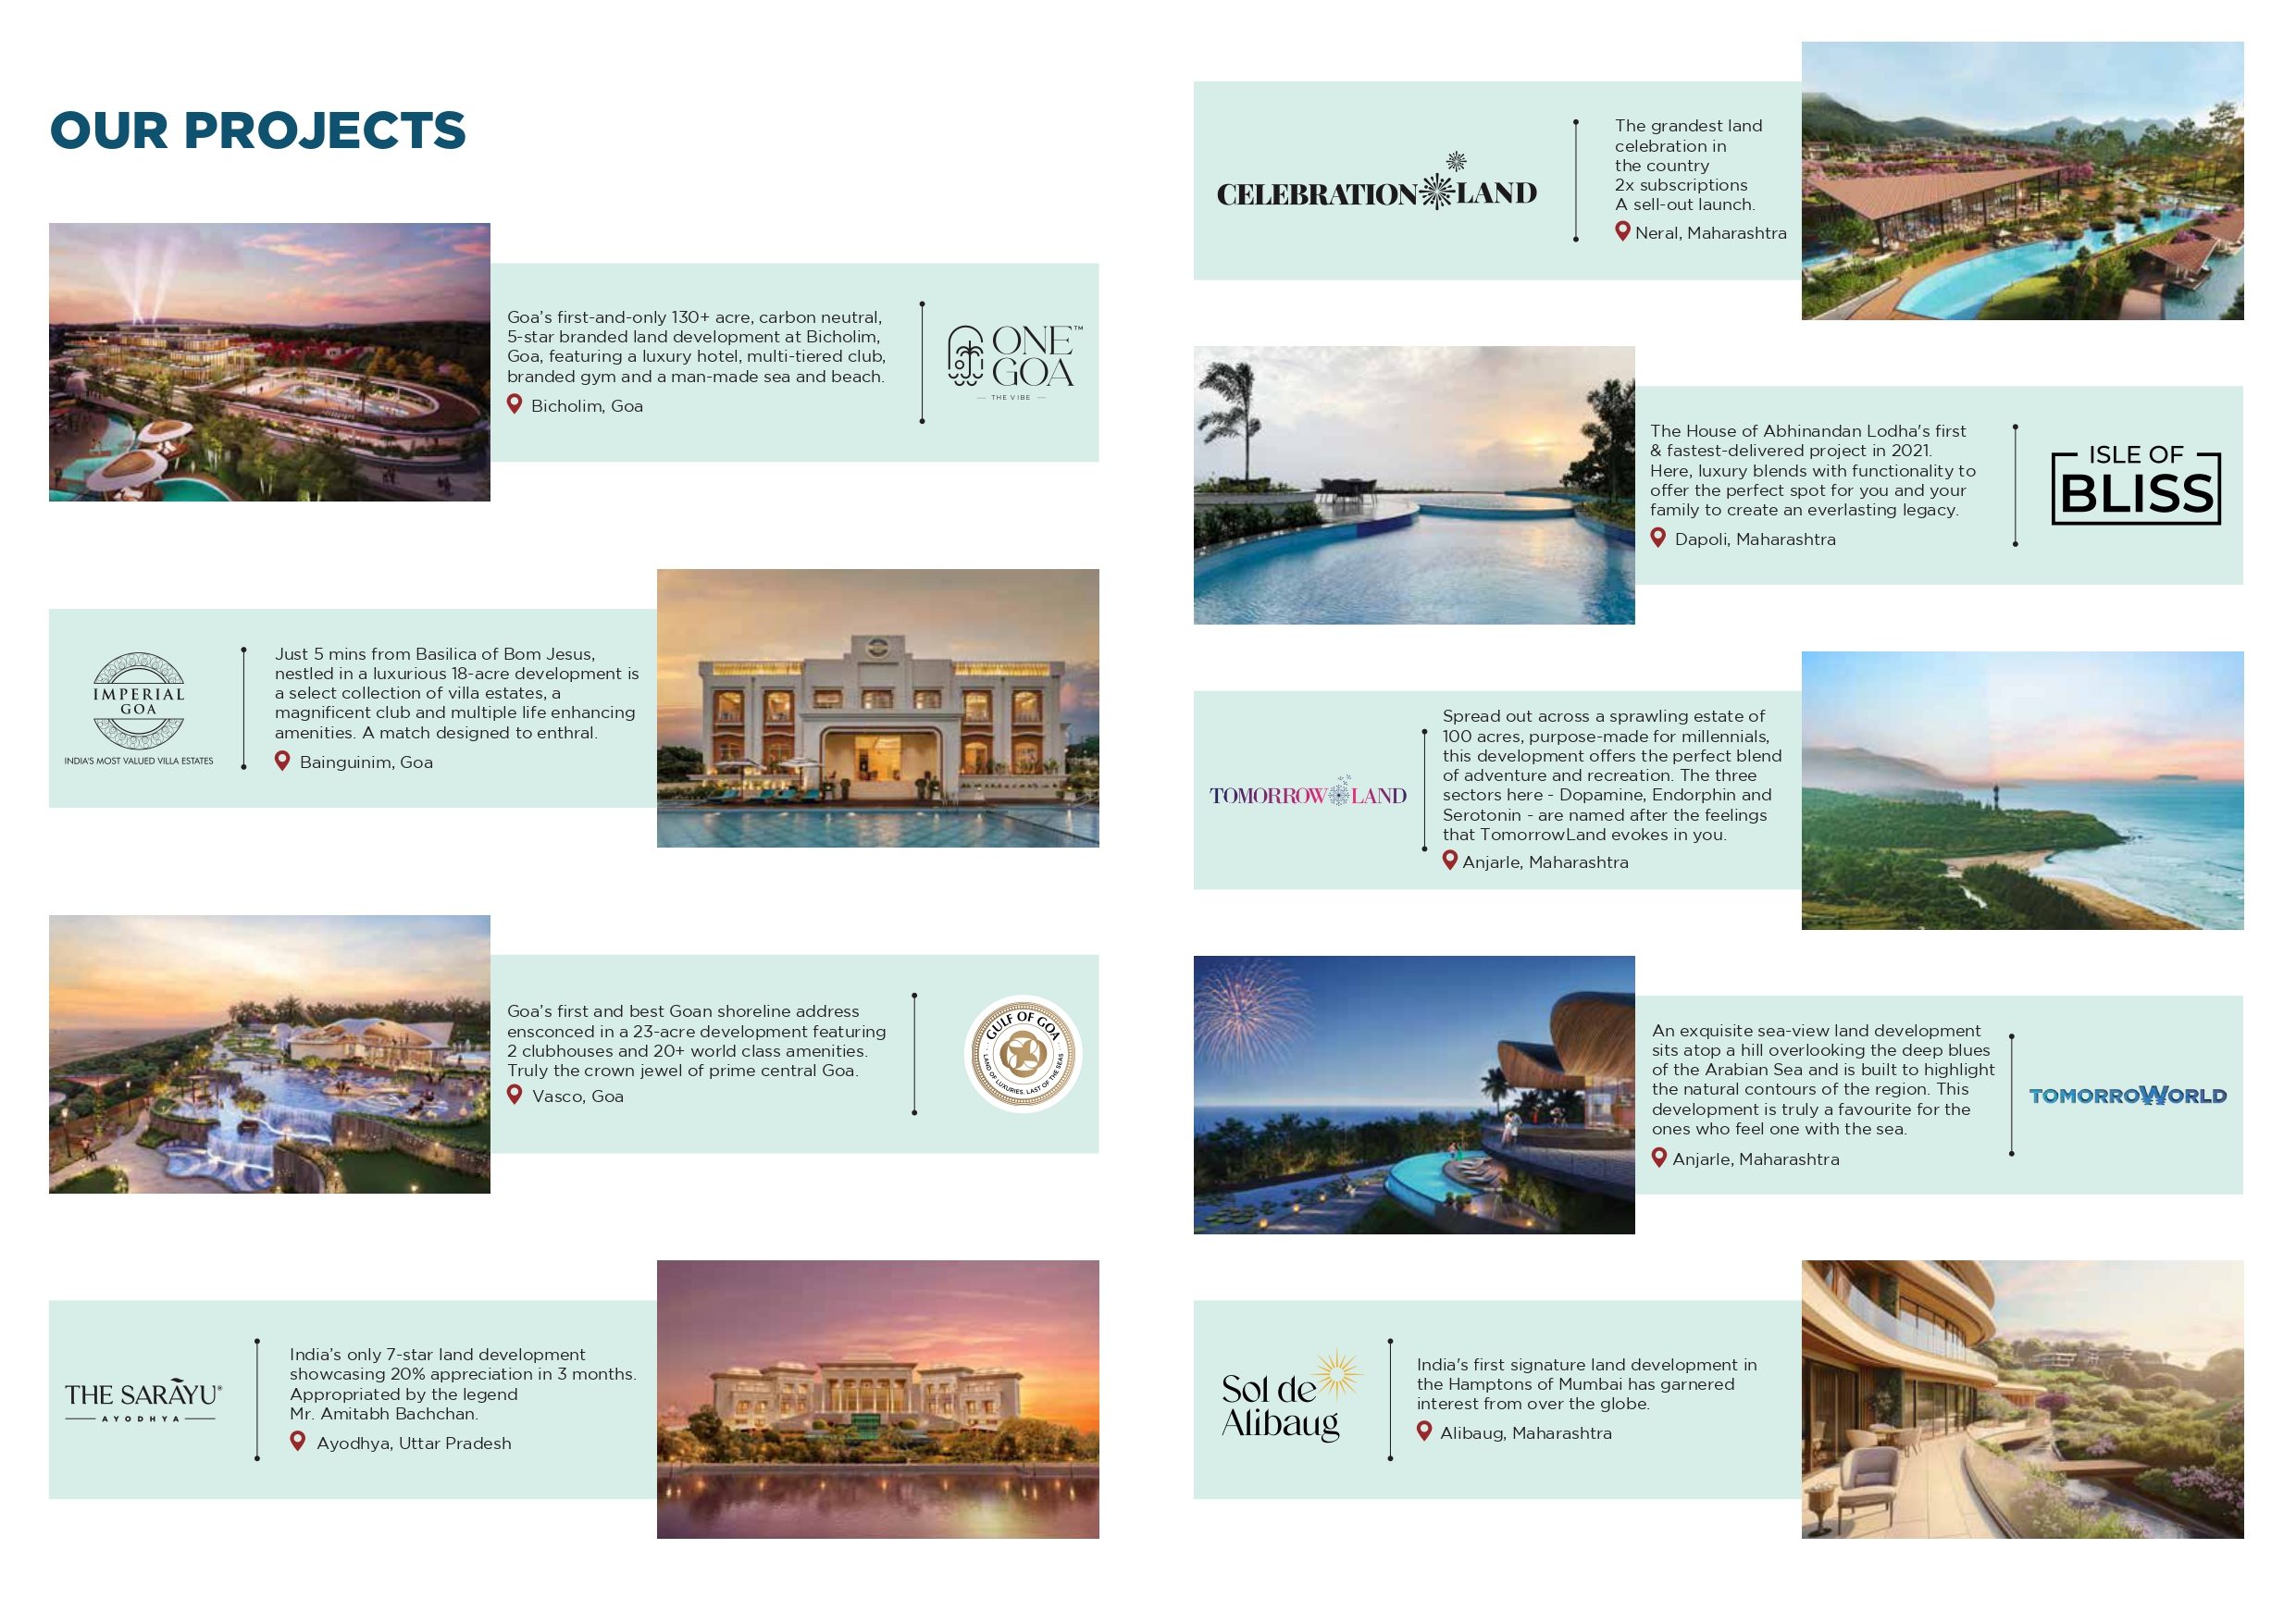 OUR PROJECTS
Goa's first-and-only 130+ acre, carbon neutral,
5-star branded land development at Bicholim,
Goa, featuring a luxury hotel, multi-tiered club,
branded gym and a man-made sea and beach.
Bicholim, Goa
ONE™
GOA
THE VIBE
IMPERIAL
GOA
INDIA'S MOST VALUED VILLA ESTATES
Just 5 mins from Basilica of Bom Jesus,
nestled in a luxurious 18-acre development is
a select collection of villa estates, a
magnificent club and multiple life enhancing
amenities. A match designed to enthral.
Bainguinim, Goa
Goa's first and best Goan shoreline address
ensconced in a 23-acre development featuring
2 clubhouses and 20+ world class amenities.
Truly the crown jewel of prime central Goa.
Vasco, Goa
GULF OF GOA
LAND OF LUXURIES, LAST OF THE SEAS
THE SARĀYU®
AYODHYA
India's only 7-star land development
showcasing 20% appreciation in 3 months.
Appropriated by the legend
Mr. Amitabh Bachchan.
Ayodhya, Uttar Pradesh
CELEBRATION LAND
The grandest land
celebration in
the country
2x subscriptions
A sell-out launch.
Neral, Maharashtra
The House of Abhinandan Lodha's first
& fastest-delivered project in 2021.
Here, luxury blends with functionality to
offer the perfect spot for you and your
family to create an everlasting legacy.
Dapoli, Maharashtra
ISLE OF
BLISS
TOMORROW LAND
Spread out across a sprawling estate of
100 acres, purpose-made for millennials,
this development offers the perfect blend
of adventure and recreation. The three
sectors here - Dopamine, Endorphin and
Serotonin - are named after the feelings
that TomorrowLand evokes in you.
Anjarle, Maharashtra
An exquisite sea-view land development
sits atop a hill overlooking the deep blues
of the Arabian Sea and is built to highlight
the natural contours of the region. This
development is truly a favourite for the
ones who feel one with the sea.
Anjarle, Maharashtra
TOMORROWORLD
Sol de
Alibaug
India's first signature land development in
the Hamptons of Mumbai has garnered
interest from over the globe.
Alibaug, Maharashtra